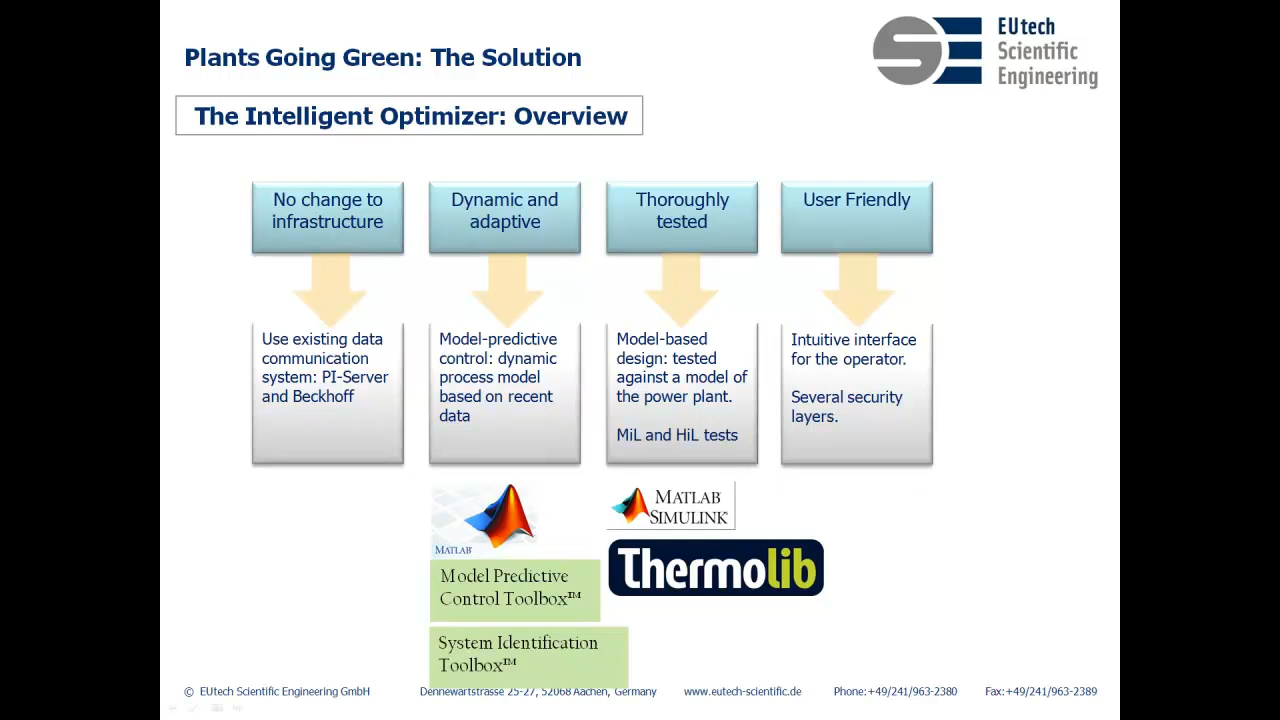 Plants Going Green: The Solution
EUtech
Scientific
Engineering
The Intelligent Optimizer: Overview
No change to
infrastructure
Dynamic and
adaptive
Thoroughly
tested
User Friendly
Use existing data
communication
system: PI-Server
and Beckhoff
Model-predictive
control: dynamic
process model
based on recent
data
Model-based
design: tested
against a model of
the power plant.
MiL and HiL tests
Intuitive interface
for the operator.
Several security
layers.
MATLAB
Model Predictive
Control Toolbox™
System Identification
Toolbox™
MATLAB
SIMULINK
Thermolib
© EUtech Scientific Engineering GmbH
Dennewartstrasse 25-27, 52068 Aachen, Germany
www.eutech-scientific.de
Phone:+49/241/963-2380
Fax:+49/241/963-2389